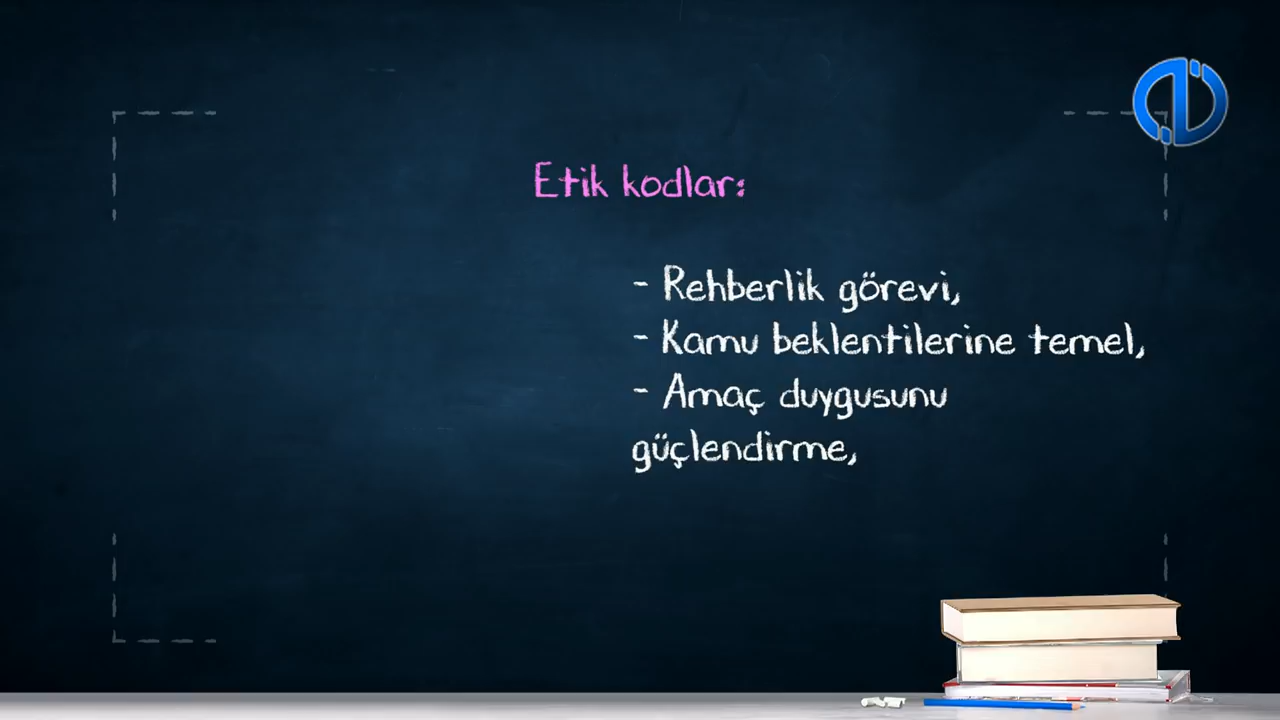 Etik kodlar:
- Rehberlik görevi,
- Kamu beklentilerine temel,
- Amaç duygusunu
güçlendirme,